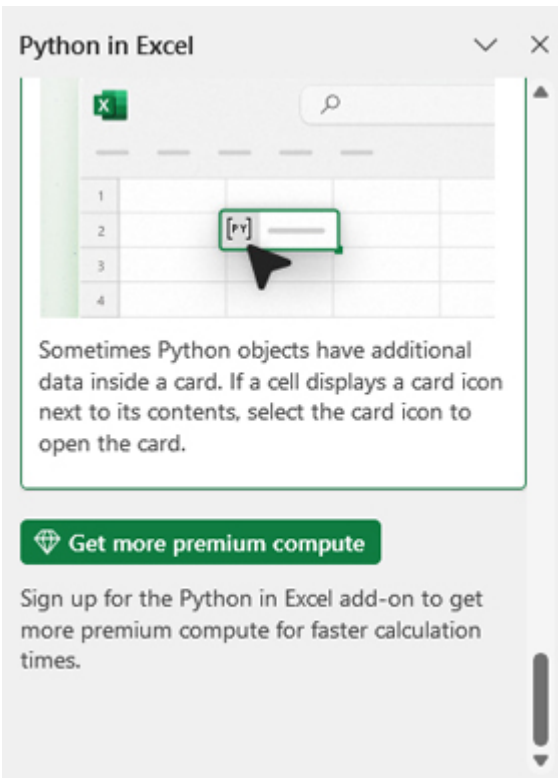 Python in Excel
X
1
2
[PY]
3
4
Sometimes Python objects have additional
data inside a card. If a cell displays a card icon
next to its contents, select the card icon to
open the card.
Get more premium compute
Sign up for the Python in Excel add-on to get
more premium compute for faster calculation
times.